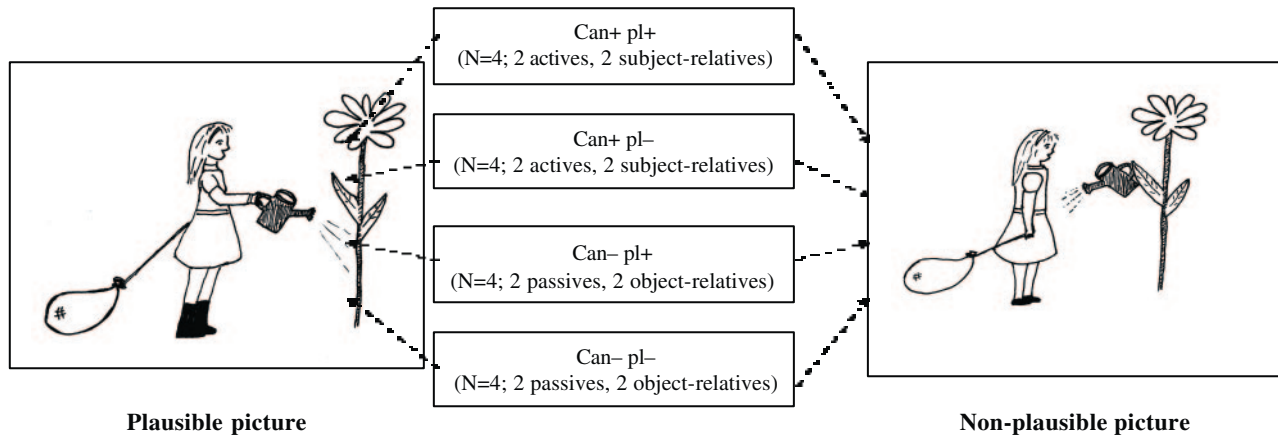 Can+ pl+
(N=4; 2 actives, 2 subject-relatives)
Can+ pl–
(N=4; 2 actives, 2 subject-relatives)
Can– pl+
(N=4; 2 passives, 2 object-relatives)
Can– pl–
(N=4; 2 passives, 2 object-relatives)
Plausible picture
Non-plausible picture